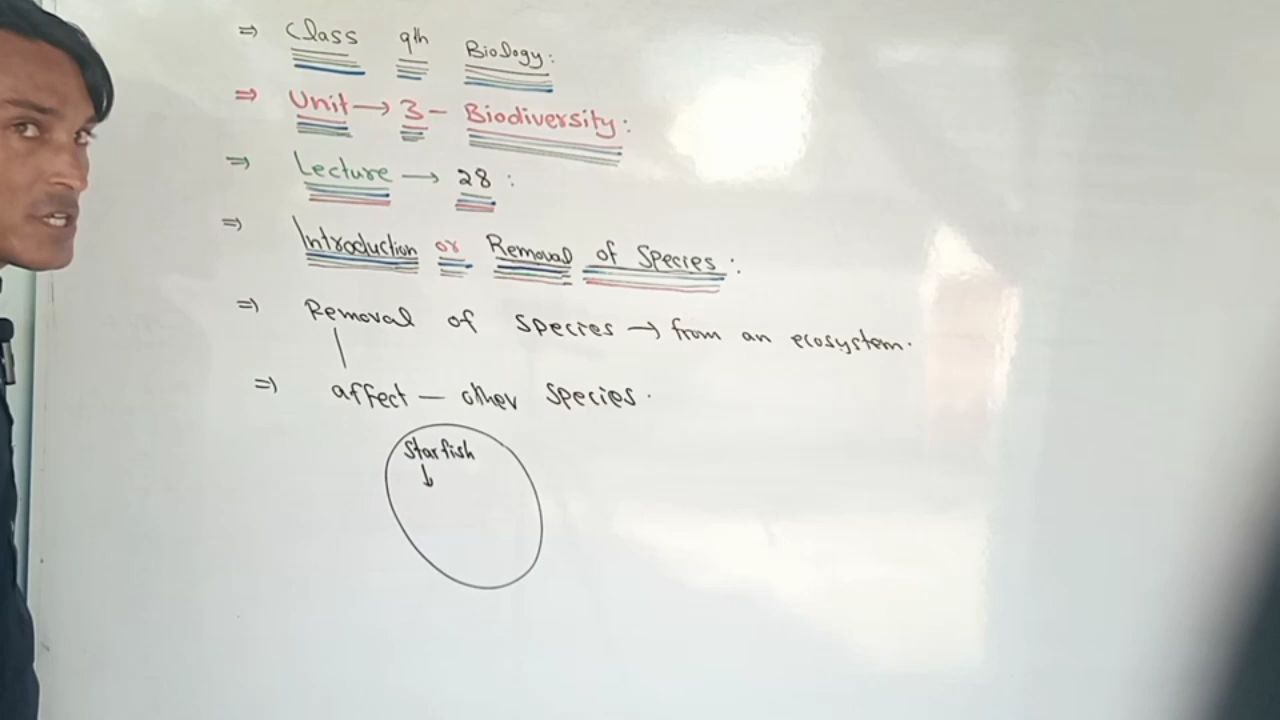 ⇒ Class 9th Biology:
⇒ Unit → 3 – Biodiversity:
⇒ Lecture → 28 :
⇒ Introduction or Removal of Species:
⇒ Removal of species → from an ecosystem.
⇒ affect – other species.
Starfish
↓